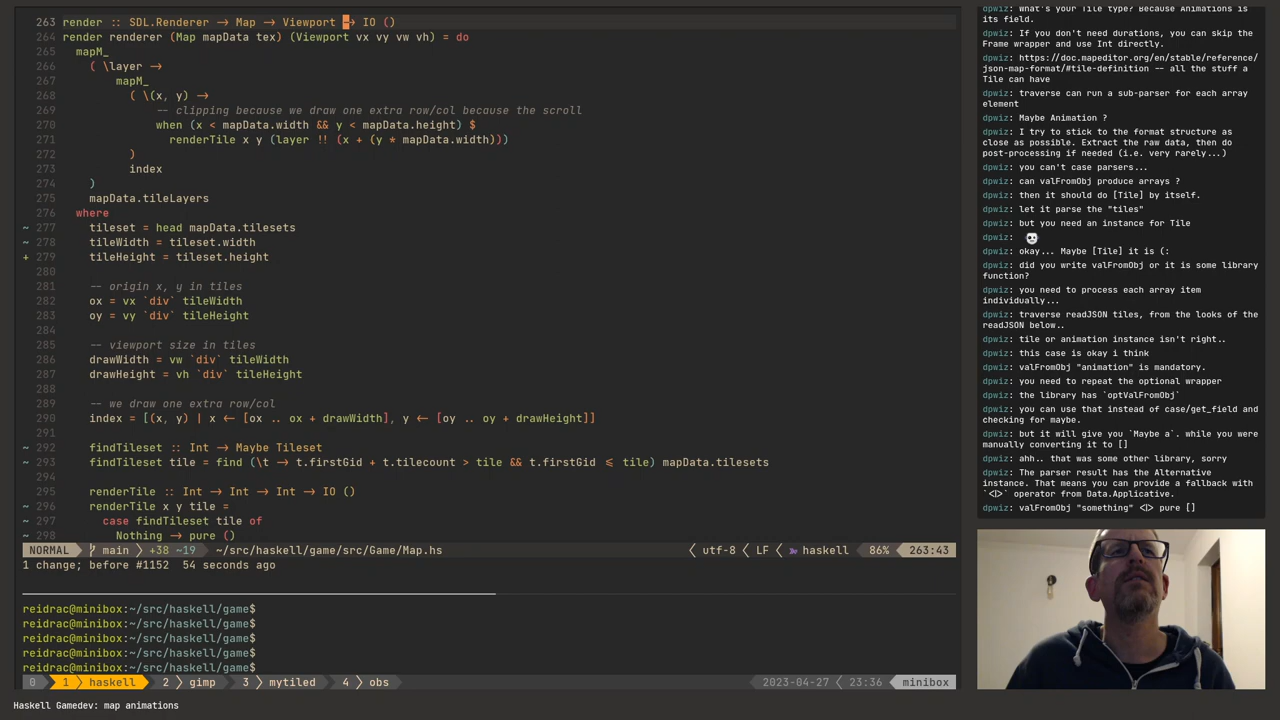 263 render :: SDL.Renderer → Map → Viewport → IO ()
264 render renderer (Map mapData tex) (Viewport vx vy vw vh) = do
265 mapM_
266 ( \layer →
267 mapM_
268 ( \(x, y) →
269 -- clipping because we draw one extra row/col because the scroll
270 when (x < mapData.width && y < mapData.height) $
271 renderTile x y (layer !! (x + (y * mapData.width)))
272 )
273 index
274 )
275 mapData.tileLayers
276 where
~ 277 tileset = head mapData.tilesets
~ 278 tileWidth = tileset.width
+ 279 tileHeight = tileset.height
280
281 -- origin x, y in tiles
282 ox = vx `div` tileWidth
283 oy = vy `div` tileHeight
284
285 -- viewport size in tiles
286 drawWidth = vw `div` tileWidth
287 drawHeight = vh `div` tileHeight
288
289 -- we draw one extra row/col
290 index = [(x, y) | x ← [ox .. ox + drawWidth], y ← [oy .. oy + drawHeight]]
291
~ 292 findTileset :: Int → Maybe Tileset
~ 293 findTileset tile = find (\t → t.firstGid + t.tilecount > tile && t.firstGid ≤ tile) mapData.tilesets
294
295 renderTile :: Int → Int → Int → IO ()
~ 296 renderTile x y tile =
~ 297 case findTileset tile of
~ 298 Nothing → pure ()
NORMAL main +38 ~19 ~/src/haskell/game/src/Game/Map.hs utf-8 LF haskell 86% 263:43
1 change; before #1152 54 seconds ago
reidrac@minibox:~/src/haskell/game$
reidrac@minibox:~/src/haskell/game$
reidrac@minibox:~/src/haskell/game$
reidrac@minibox:~/src/haskell/game$
reidrac@minibox:~/src/haskell/game$
0 1 haskell 2 gimp 3 mytiled 4 obs 2023-04-27 23:36 minibox
Haskell Gamedev: map animations
dpwiz: What's your Tile type? Because Animations is
its field.
dpwiz: If you don't need durations, you can skip the
Frame wrapper and use Int directly.
dpwiz: https://doc.mapeditor.org/en/stable/reference/
json-map-format/#tile-definition -- all the stuff a
Tile can have
dpwiz: traverse can run a sub-parser for each array
element
dpwiz: Maybe Animation ?
dpwiz: I try to stick to the format structure as
close as possible. Extract the raw data, then do
post-processing if needed (i.e. very rarely...)
dpwiz: you can't case parsers...
dpwiz: can valFromObj produce arrays ?
dpwiz: then it should do [Tile] by itself.
dpwiz: let it parse the "tiles"
dpwiz: but you need an instance for Tile
dpwiz:
dpwiz: okay... Maybe [Tile] it is (:
dpwiz: did you write valFromObj or it is some library
function?
dpwiz: you need to process each array item
individually...
dpwiz: traverse readJSON tiles, from the looks of the
readJSON below..
dpwiz: tile or animation instance isn't right..
dpwiz: this case is okay i think
dpwiz: valFromObj "animation" is mandatory.
dpwiz: you need to repeat the optional wrapper
dpwiz: the library has `optValFromObj`
dpwiz: you can use that instead of case/get_field and
checking for maybe.
dpwiz: but it will give you `Maybe a`. while you were
manually converting it to []
dpwiz: ahh.. that was some other library, sorry
dpwiz: The parser result has the Alternative
instance. That means you can provide a fallback with
`<|>` operator from Data.Applicative.
dpwiz: valFromObj "something" <|> pure []